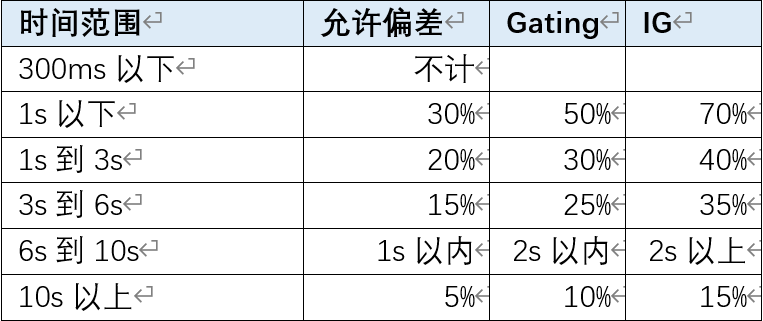 时间范围 允许偏差 Gating IG
300ms 以下 不计
1s 以下 30% 50% 70%
1s 到 3s 20% 30% 40%
3s 到 6s 15% 25% 35%
6s 到 10s 1s 以内 2s 以内 2s 以上
10s 以上 5% 10% 15%